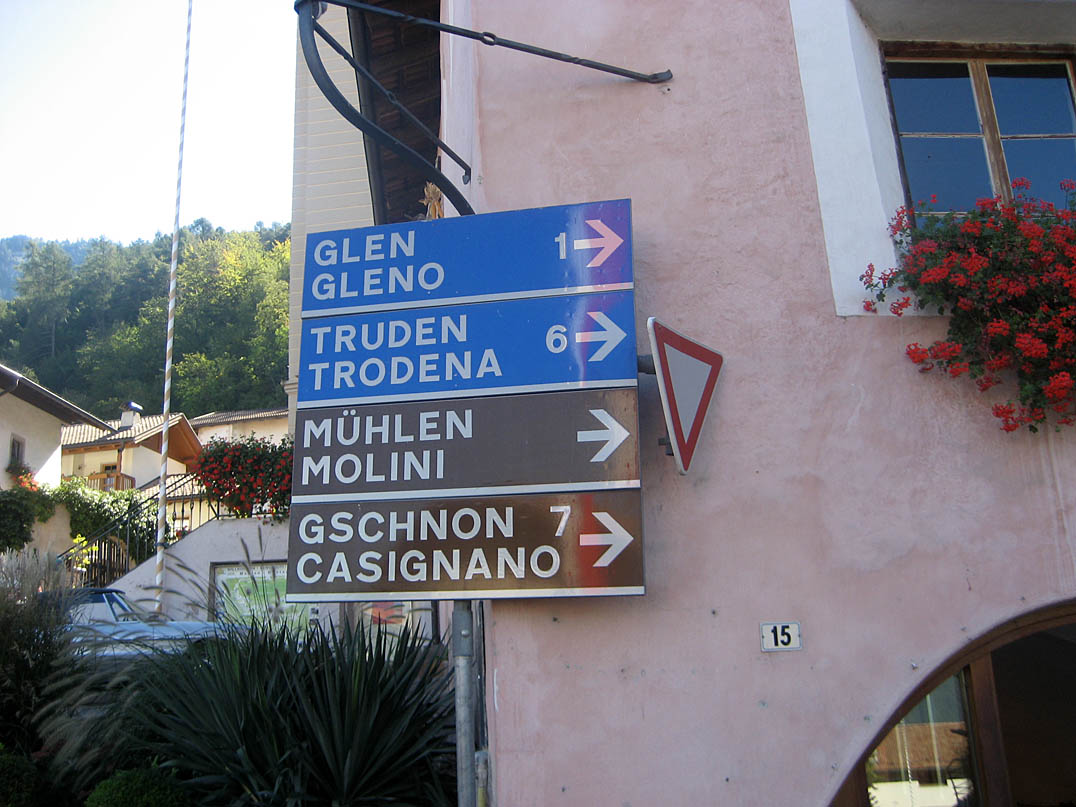 GLEN 1
GLENO
TRUDEN 6
TRODENA
MÜHLEN
MOLINI
GSCHNON 7
CASIGNANO
15